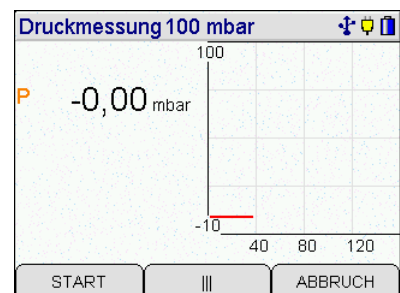 Druckmessung 100 mbar
100
P -0,00 mbar
-10
40 80 120
START ||| ABBRUCH